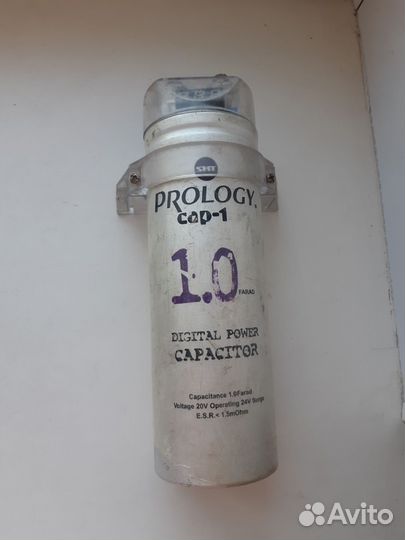 SMT
PROLOGY.
cap-1
1.0
FARAD
DIGITAL POWER
CAPACITOR
Capacitance 1.0Farad
Voltage 20V Operating 24V Surge
E.S.R.< 1.5mOhm
Avito